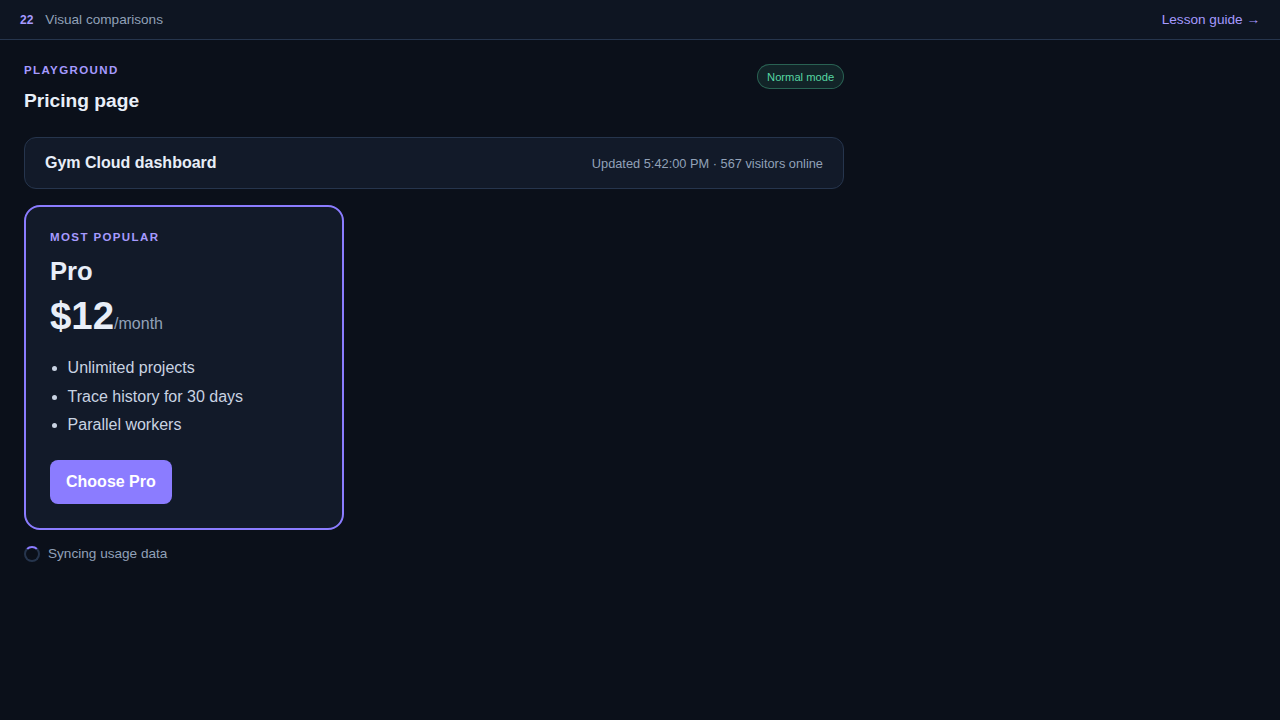 22 Visual comparisons
Lesson guide →
PLAYGROUND
Normal mode
Pricing page
Gym Cloud dashboard
Updated 5:42:00 PM · 567 visitors online
MOST POPULAR
Pro
$12/month
• Unlimited projects
• Trace history for 30 days
• Parallel workers
Choose Pro
Syncing usage data